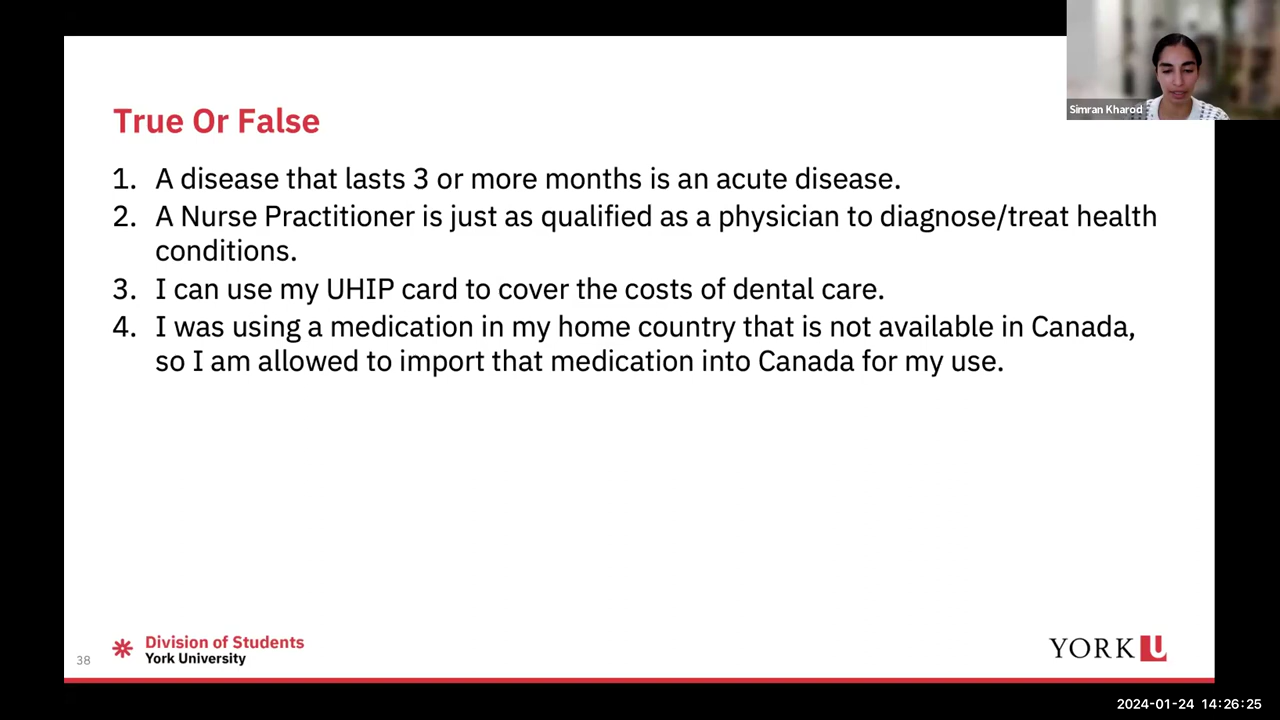 Simran Kharod
True Or False
1. A disease that lasts 3 or more months is an acute disease.
2. A Nurse Practitioner is just as qualified as a physician to diagnose/treat health
conditions.
3. I can use my UHIP card to cover the costs of dental care.
4. I was using a medication in my home country that is not available in Canada,
so I am allowed to import that medication into Canada for my use.
38
Division of Students
York University
YORK U
2024-01-24 14:26:25